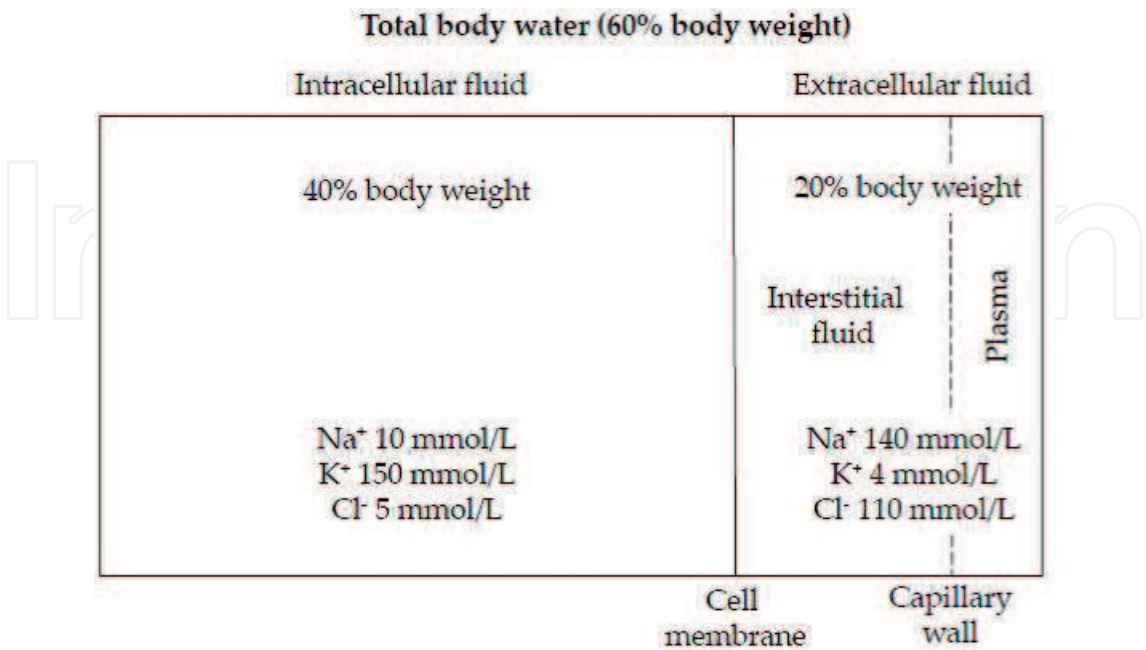 Total body water (60% body weight)
Intracellular fluid
Extracellular fluid
40% body weight
20% body weight
Interstitial
fluid
Plasma
Na⁺ 10 mmol/L
K⁺ 150 mmol/L
Cl⁻ 5 mmol/L
Na⁺ 140 mmol/L
K⁺ 4 mmol/L
Cl⁻ 110 mmol/L
Cell
membrane
Capillary
wall